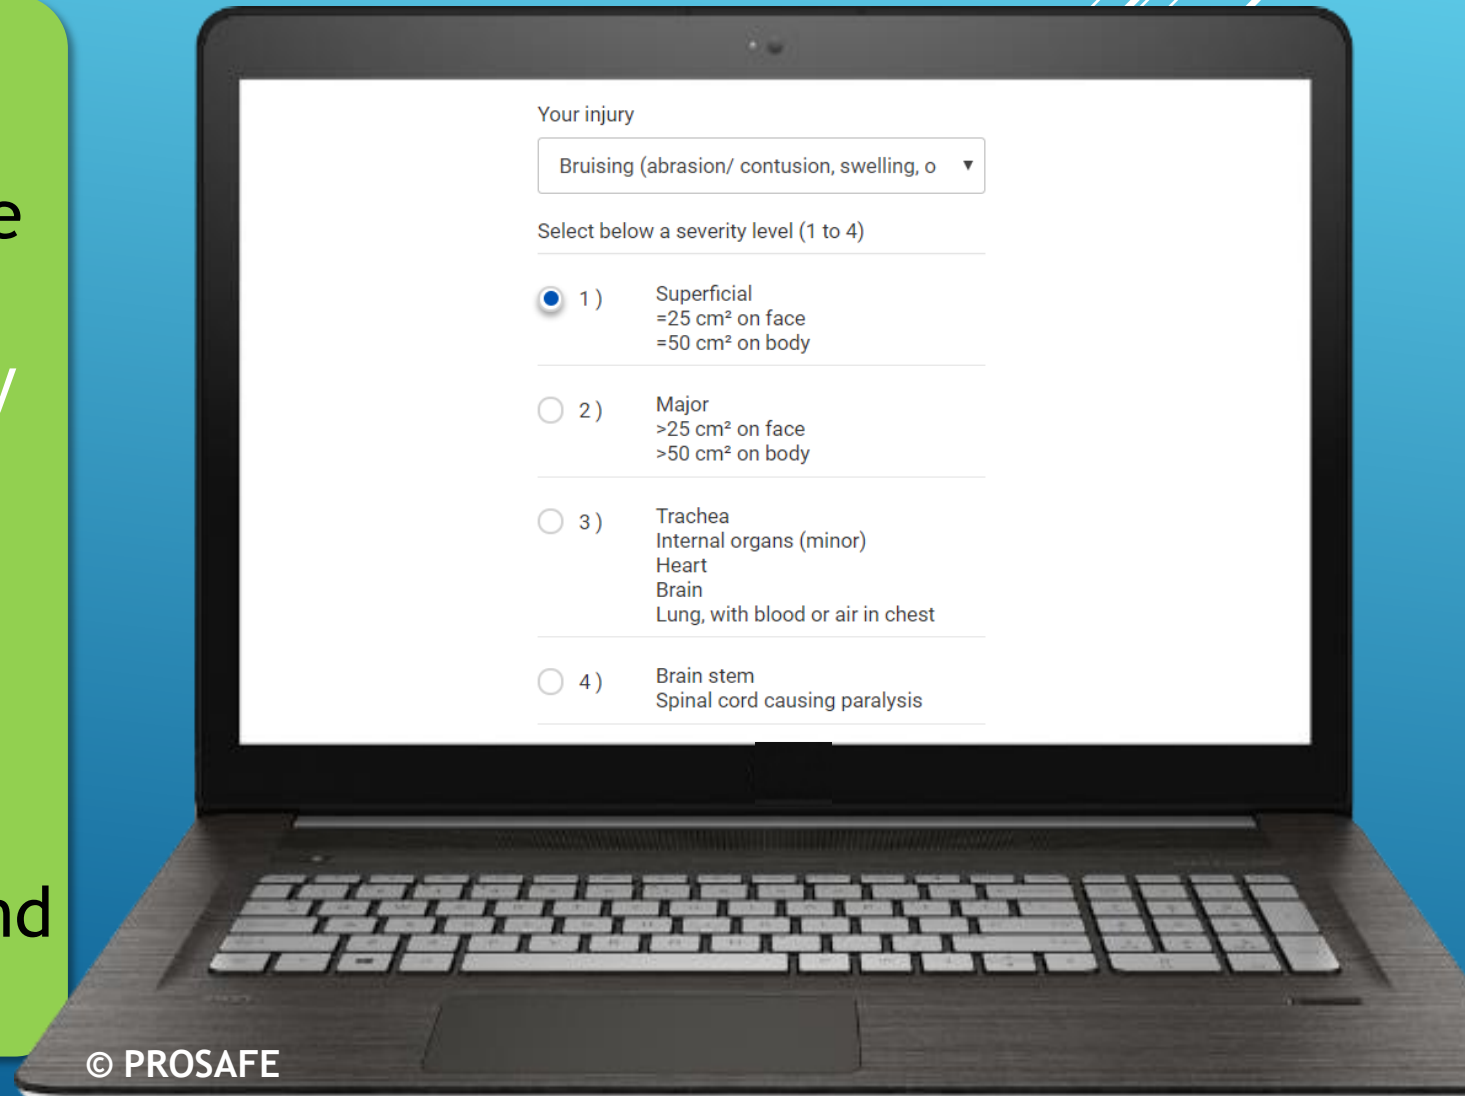 Your injury
Bruising (abrasion/ contusion, swelling, o
Select below a severity level (1 to 4)
1 )
Superficial
=25 cm² on face
=50 cm² on body
2 )
Major
>25 cm² on face
>50 cm² on body
3 )
Trachea
Internal organs (minor)
Heart
Brain
Lung, with blood or air in chest
4 )
Brain stem
Spinal cord causing paralysis
© PROSAFE